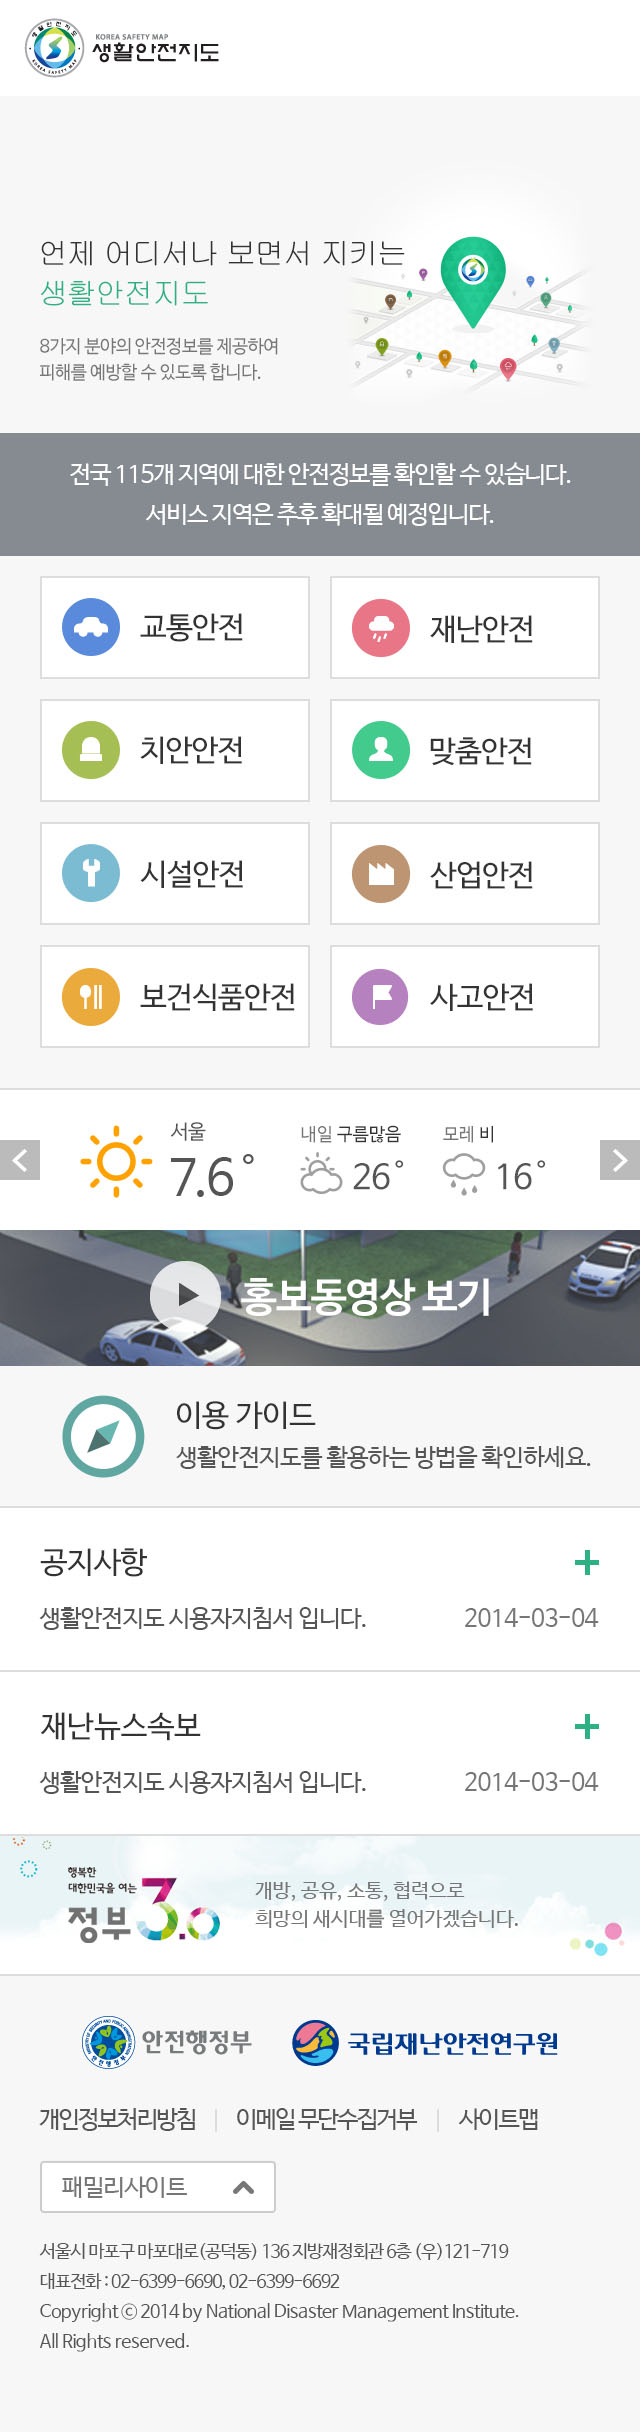 KOREA SAFETY MAP
생활안전지도
언제 어디서나 보면서 지키는
생활안전지도
8가지 분야의 안전정보를 제공하여
피해를 예방할 수 있도록 합니다.
전국 115개 지역에 대한 안전정보를 확인할 수 있습니다.
서비스 지역은 추후 확대될 예정입니다.
교통안전
재난안전
치안안전
맞춤안전
시설안전
산업안전
보건식품안전
사고안전
서울
7.6°
내일 구름많음
26°
모레 비
16°
홍보동영상 보기
이용 가이드
생활안전지도를 활용하는 방법을 확인하세요.
공지사항
생활안전지도 시용자지침서 입니다. 2014-03-04
재난뉴스속보
생활안전지도 시용자지침서 입니다. 2014-03-04
행복한
대한민국을 여는
정부 3.0
개방, 공유, 소통, 협력으로
희망의 새시대를 열어가겠습니다.
안전행정부
국립재난안전연구원
개인정보처리방침 이메일 무단수집거부 사이트맵
패밀리사이트
서울시 마포구 마포대로(공덕동) 136 지방재정회관 6층 (우)121-719
대표전화 : 02-6399-6690, 02-6399-6692
Copyright ⓒ 2014 by National Disaster Management Institute.
All Rights reserved.